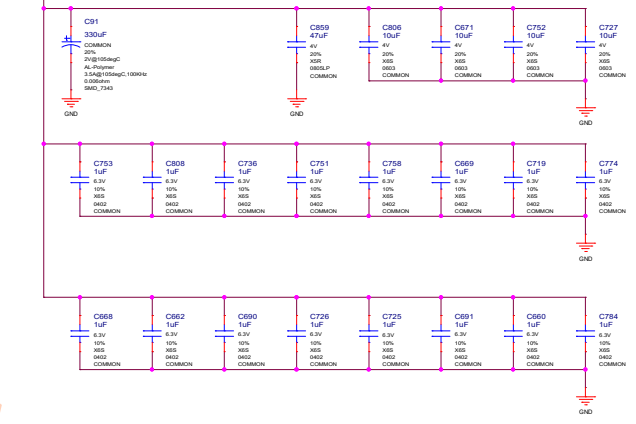 C91
330uF
COMMON
20%
2V@105degC
AL-Polymer
3.5A@105degC,100KHz
0.006ohm
SMD_7343
GND
C859
47uF
4V
20%
X5R
0805LP
COMMON
GND
C806
10uF
4V
20%
X6S
0603
COMMON
C671
10uF
4V
20%
X6S
0603
COMMON
C752
10uF
4V
20%
X6S
0603
COMMON
C727
10uF
4V
20%
X6S
0603
COMMON
GND
C753
1uF
6.3V
10%
X6S
0402
COMMON
C808
1uF
6.3V
10%
X6S
0402
COMMON
C736
1uF
6.3V
10%
X6S
0402
COMMON
C751
1uF
6.3V
10%
X6S
0402
COMMON
C758
1uF
6.3V
10%
X6S
0402
COMMON
C669
1uF
6.3V
10%
X6S
0402
COMMON
C719
1uF
6.3V
10%
X6S
0402
COMMON
C774
1uF
6.3V
10%
X6S
0402
COMMON
GND
C668
1uF
6.3V
10%
X6S
0402
COMMON
C662
1uF
6.3V
10%
X6S
0402
COMMON
C690
1uF
6.3V
10%
X6S
0402
COMMON
C726
1uF
6.3V
10%
X6S
0402
COMMON
C725
1uF
6.3V
10%
X6S
0402
COMMON
C691
1uF
6.3V
10%
X6S
0402
COMMON
C660
1uF
6.3V
10%
X6S
0402
COMMON
C784
1uF
6.3V
10%
X6S
0402
COMMON
GND